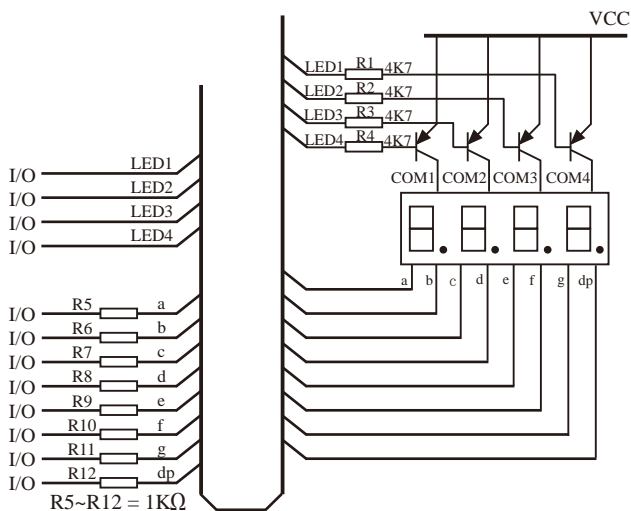 VCC
LED1 R1 4K7
LED2 R2 4K7
LED3 R3 4K7
LED4 R4 4K7
COM1 COM2 COM3 COM4
I/O LED1
I/O LED2
I/O LED3
I/O LED4
a b c d e f g dp
I/O R5 a
I/O R6 b
I/O R7 c
I/O R8 d
I/O R9 e
I/O R10 f
I/O R11 g
I/O R12 dp
R5~R12 = 1KΩ